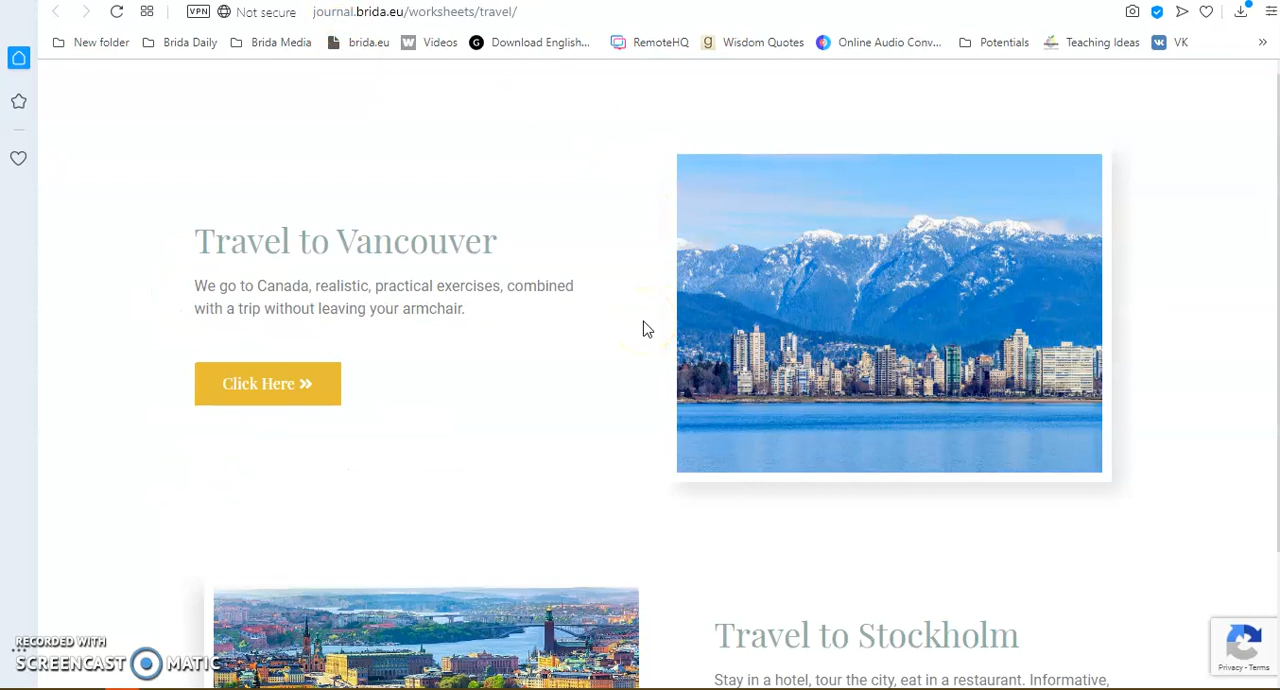 VPN Not secure journal.brida.eu/worksheets/travel/
New folder Brida Daily Brida Media brida.eu W Videos G Download English... RemoteHQ g Wisdom Quotes Online Audio Conv... Potentials Teaching Ideas VK
Travel to Vancouver
We go to Canada, realistic, practical exercises, combined
with a trip without leaving your armchair.
Click Here »
Travel to Stockholm
Stay in a hotel, tour the city, eat in a restaurant. Informative,
RECORDED WITH
SCREENCAST MATIC
Privacy - Terms